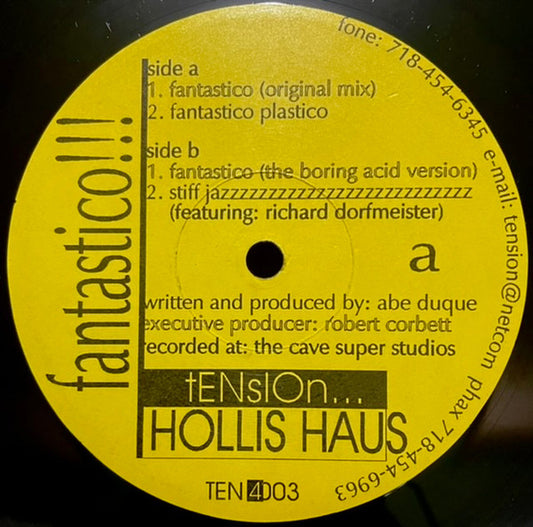 fantastico!!!
side a
1. fantastico (original mix)
2. fantastico plastico
side b
1. fantastico (the boring acid version)
2. stiff jazzzzzzzzzzzzzzzzzzzzzzzzzzz
(featuring: richard dorfmeister)
a
written and produced by: abe duque
executive producer: robert corbett
recorded at: the cave super studios
tENsIOn...
HOLLIS HAUS
TEN 4003
fone: 718-454-6345 e-mail: tension@netcom phax 718-454-6963